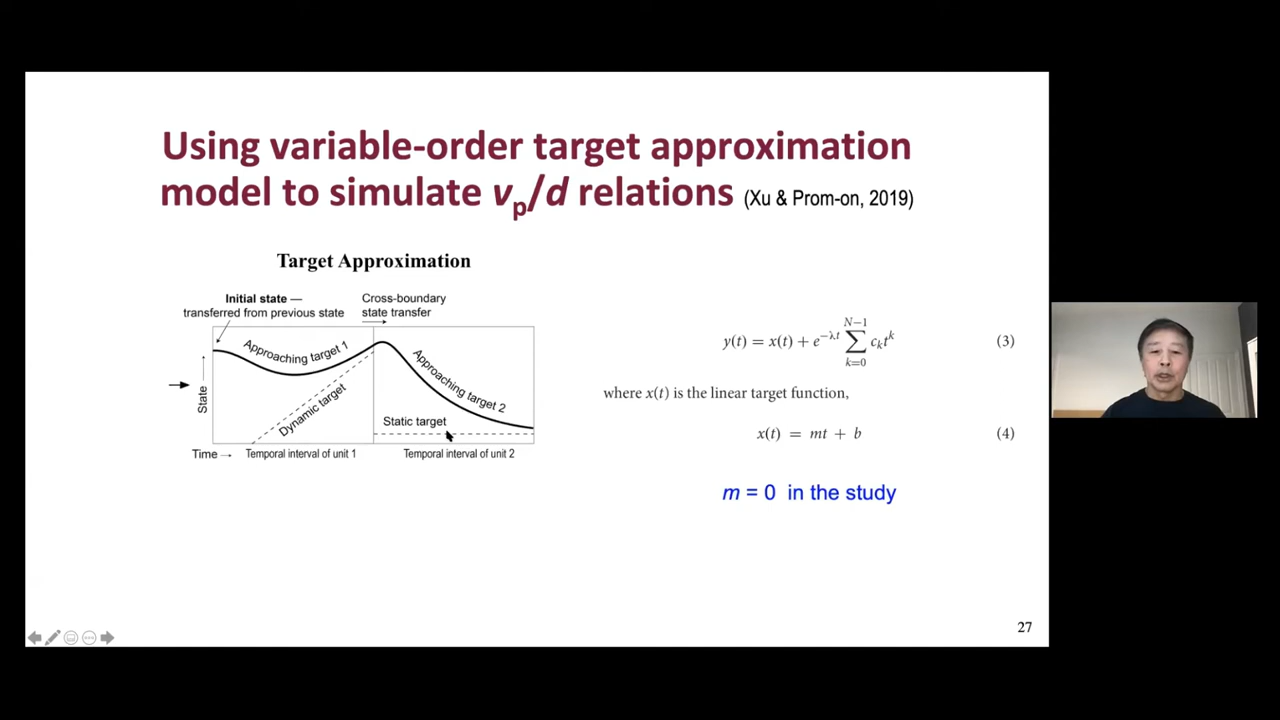 Using variable-order target approximation
model to simulate vp/d relations (Xu & Prom-on, 2019)
Target Approximation
Initial state —
transferred from previous state
Cross-boundary
state transfer
Approaching target 1
Approaching target 2
Dynamic target
Static target
State
Time
Temporal interval of unit 1
Temporal interval of unit 2
y(t) = x(t) + e^{−λt} ∑_{k=0}^{N−1} c_k t^k (3)
where x(t) is the linear target function,
x(t) = mt + b (4)
m = 0 in the study
27